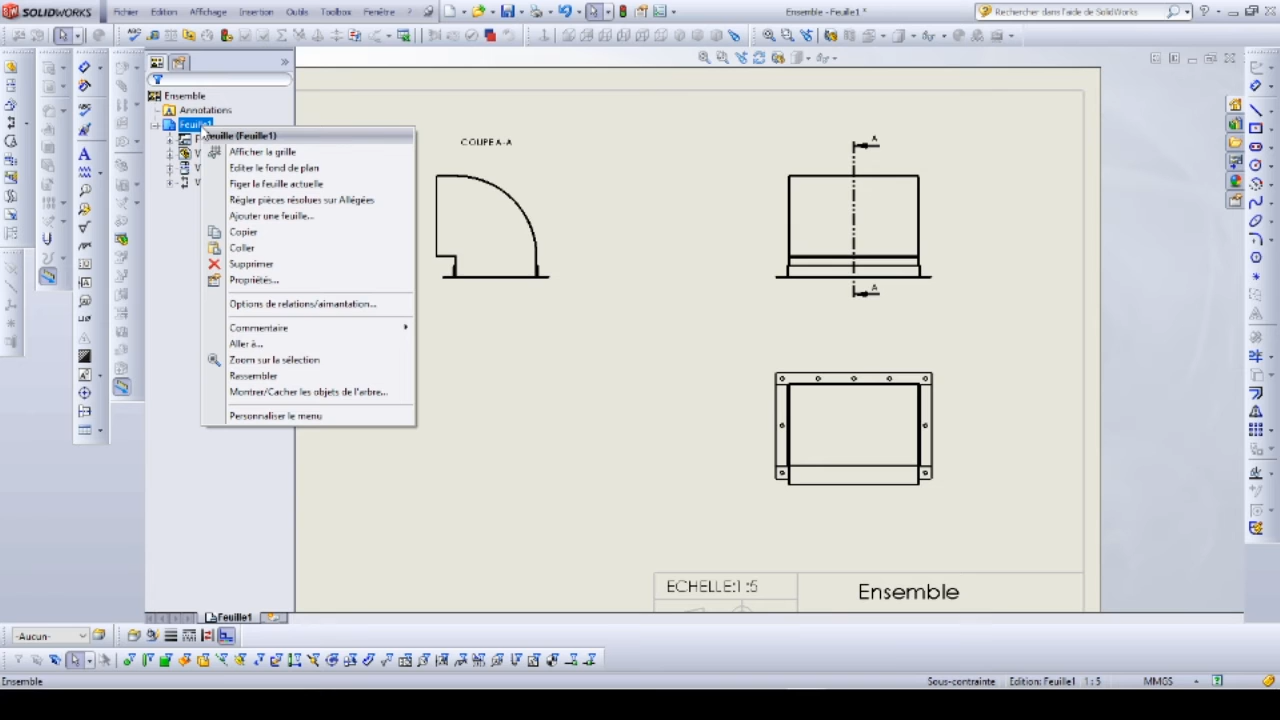 SOLIDWORKS Fichier Edition Affichage Insertion Outils Toolbox Fenêtre ? Ensemble - Feuille1 * Rechercher dans l'aide de SolidWorks
Ensemble
Annotations
Feuille1
Feuille (Feuille1)
Afficher la grille
Editer le fond de plan
Figer la feuille actuelle
Régler pièces résolues sur Allégées
Ajouter une feuille...
Copier
Coller
Supprimer
Propriétés...
Options de relations/aimantation...
Commentaire
Aller à...
Zoom sur la sélection
Rassembler
Montrer/Cacher les objets de l'arbre...
Personnaliser le menu
COUPE A-A
A
A
ECHELLE:1 :5
Ensemble
Feuille1
-Aucun-
Ensemble Sous-contrainte Edition: Feuille1 1 : 5 MMGS